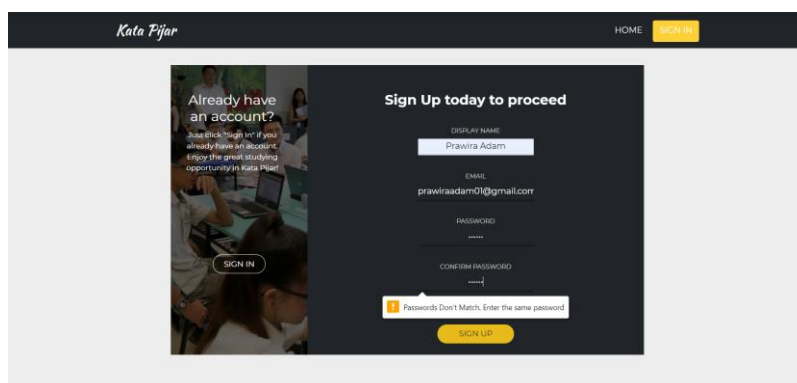 Kata Pijar
HOME
SIGN IN
Already have
an account?
Just click "Sign In" if you
already have an account.
Enjoy the great studying
opportunity in Kata Pijar!
SIGN IN
Sign Up today to proceed
DISPLAY NAME
Prawira Adam
EMAIL
prawiraadam01@gmail.com
PASSWORD
······
CONFIRM PASSWORD
······
Passwords Don't Match. Enter the same password
SIGN UP